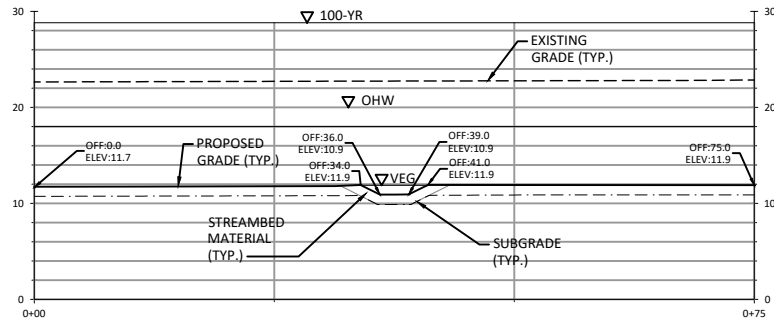 30
30
100-YR
EXISTING
GRADE (TYP.)
20
20
OHW
OFF:0.0
ELEV:11.7
PROPOSED
GRADE (TYP.)
OFF:36.0
ELEV:10.9
OFF:39.0
ELEV:10.9
OFF:34.0
ELEV:11.9
OFF:41.0
ELEV:11.9
OFF:75.0
ELEV:11.9
VEG
10
10
STREAMBED
MATERIAL
(TYP.)
SUBGRADE
(TYP.)
0
0
0+00
0+75